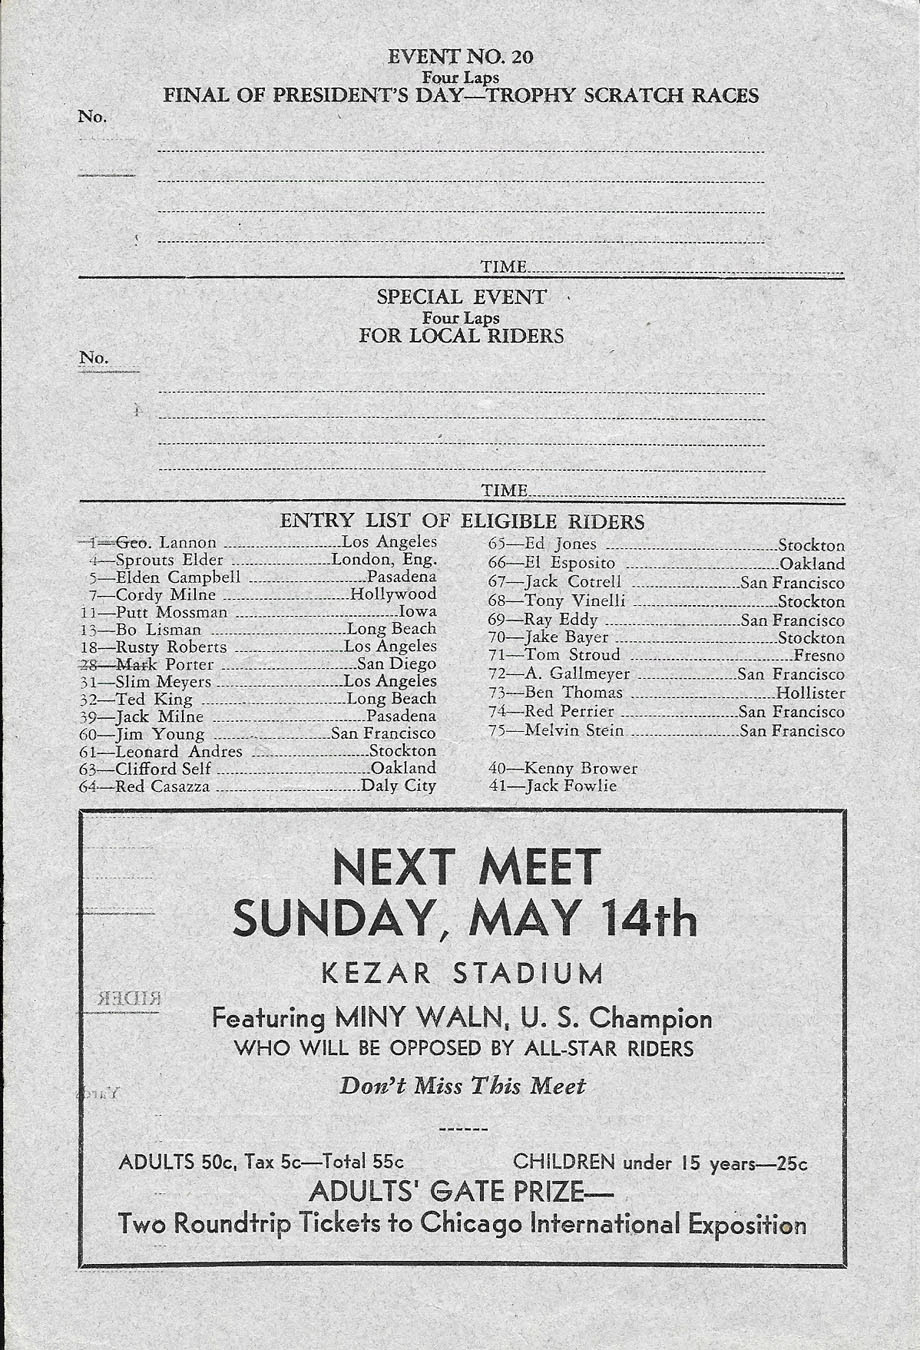 EVENT NO. 20
Four Laps
FINAL OF PRESIDENT'S DAY—TROPHY SCRATCH RACES
No.
TIME
SPECIAL EVENT
Four Laps
FOR LOCAL RIDERS
No.
TIME
ENTRY LIST OF ELIGIBLE RIDERS
1—Geo. Lannon Los Angeles
4—Sprouts Elder London, Eng.
5—Elden Campbell Pasadena
7—Cordy Milne Hollywood
11—Putt Mossman Iowa
13—Bo Lisman Long Beach
18—Rusty Roberts Los Angeles
28—Mark Porter San Diego
31—Slim Meyers Los Angeles
32—Ted King Long Beach
39—Jack Milne Pasadena
60—Jim Young San Francisco
61—Leonard Andres Stockton
63—Clifford Self Oakland
64—Red Casazza Daly City
65—Ed Jones Stockton
66—El Esposito Oakland
67—Jack Cotrell San Francisco
68—Tony Vinelli Stockton
69—Ray Eddy San Francisco
70—Jake Bayer Stockton
71—Tom Stroud Fresno
72—A. Gallmeyer San Francisco
73—Ben Thomas Hollister
74—Red Perrier San Francisco
75—Melvin Stein San Francisco
40—Kenny Brower
41—Jack Fowlie
NEXT MEET
SUNDAY, MAY 14th
KEZAR STADIUM
Featuring MINY WALN, U. S. Champion
WHO WILL BE OPPOSED BY ALL-STAR RIDERS
Don't Miss This Meet
ADULTS 50c, Tax 5c—Total 55c CHILDREN under 15 years—25c
ADULTS' GATE PRIZE—
Two Roundtrip Tickets to Chicago International Exposition
RIDER
Yards